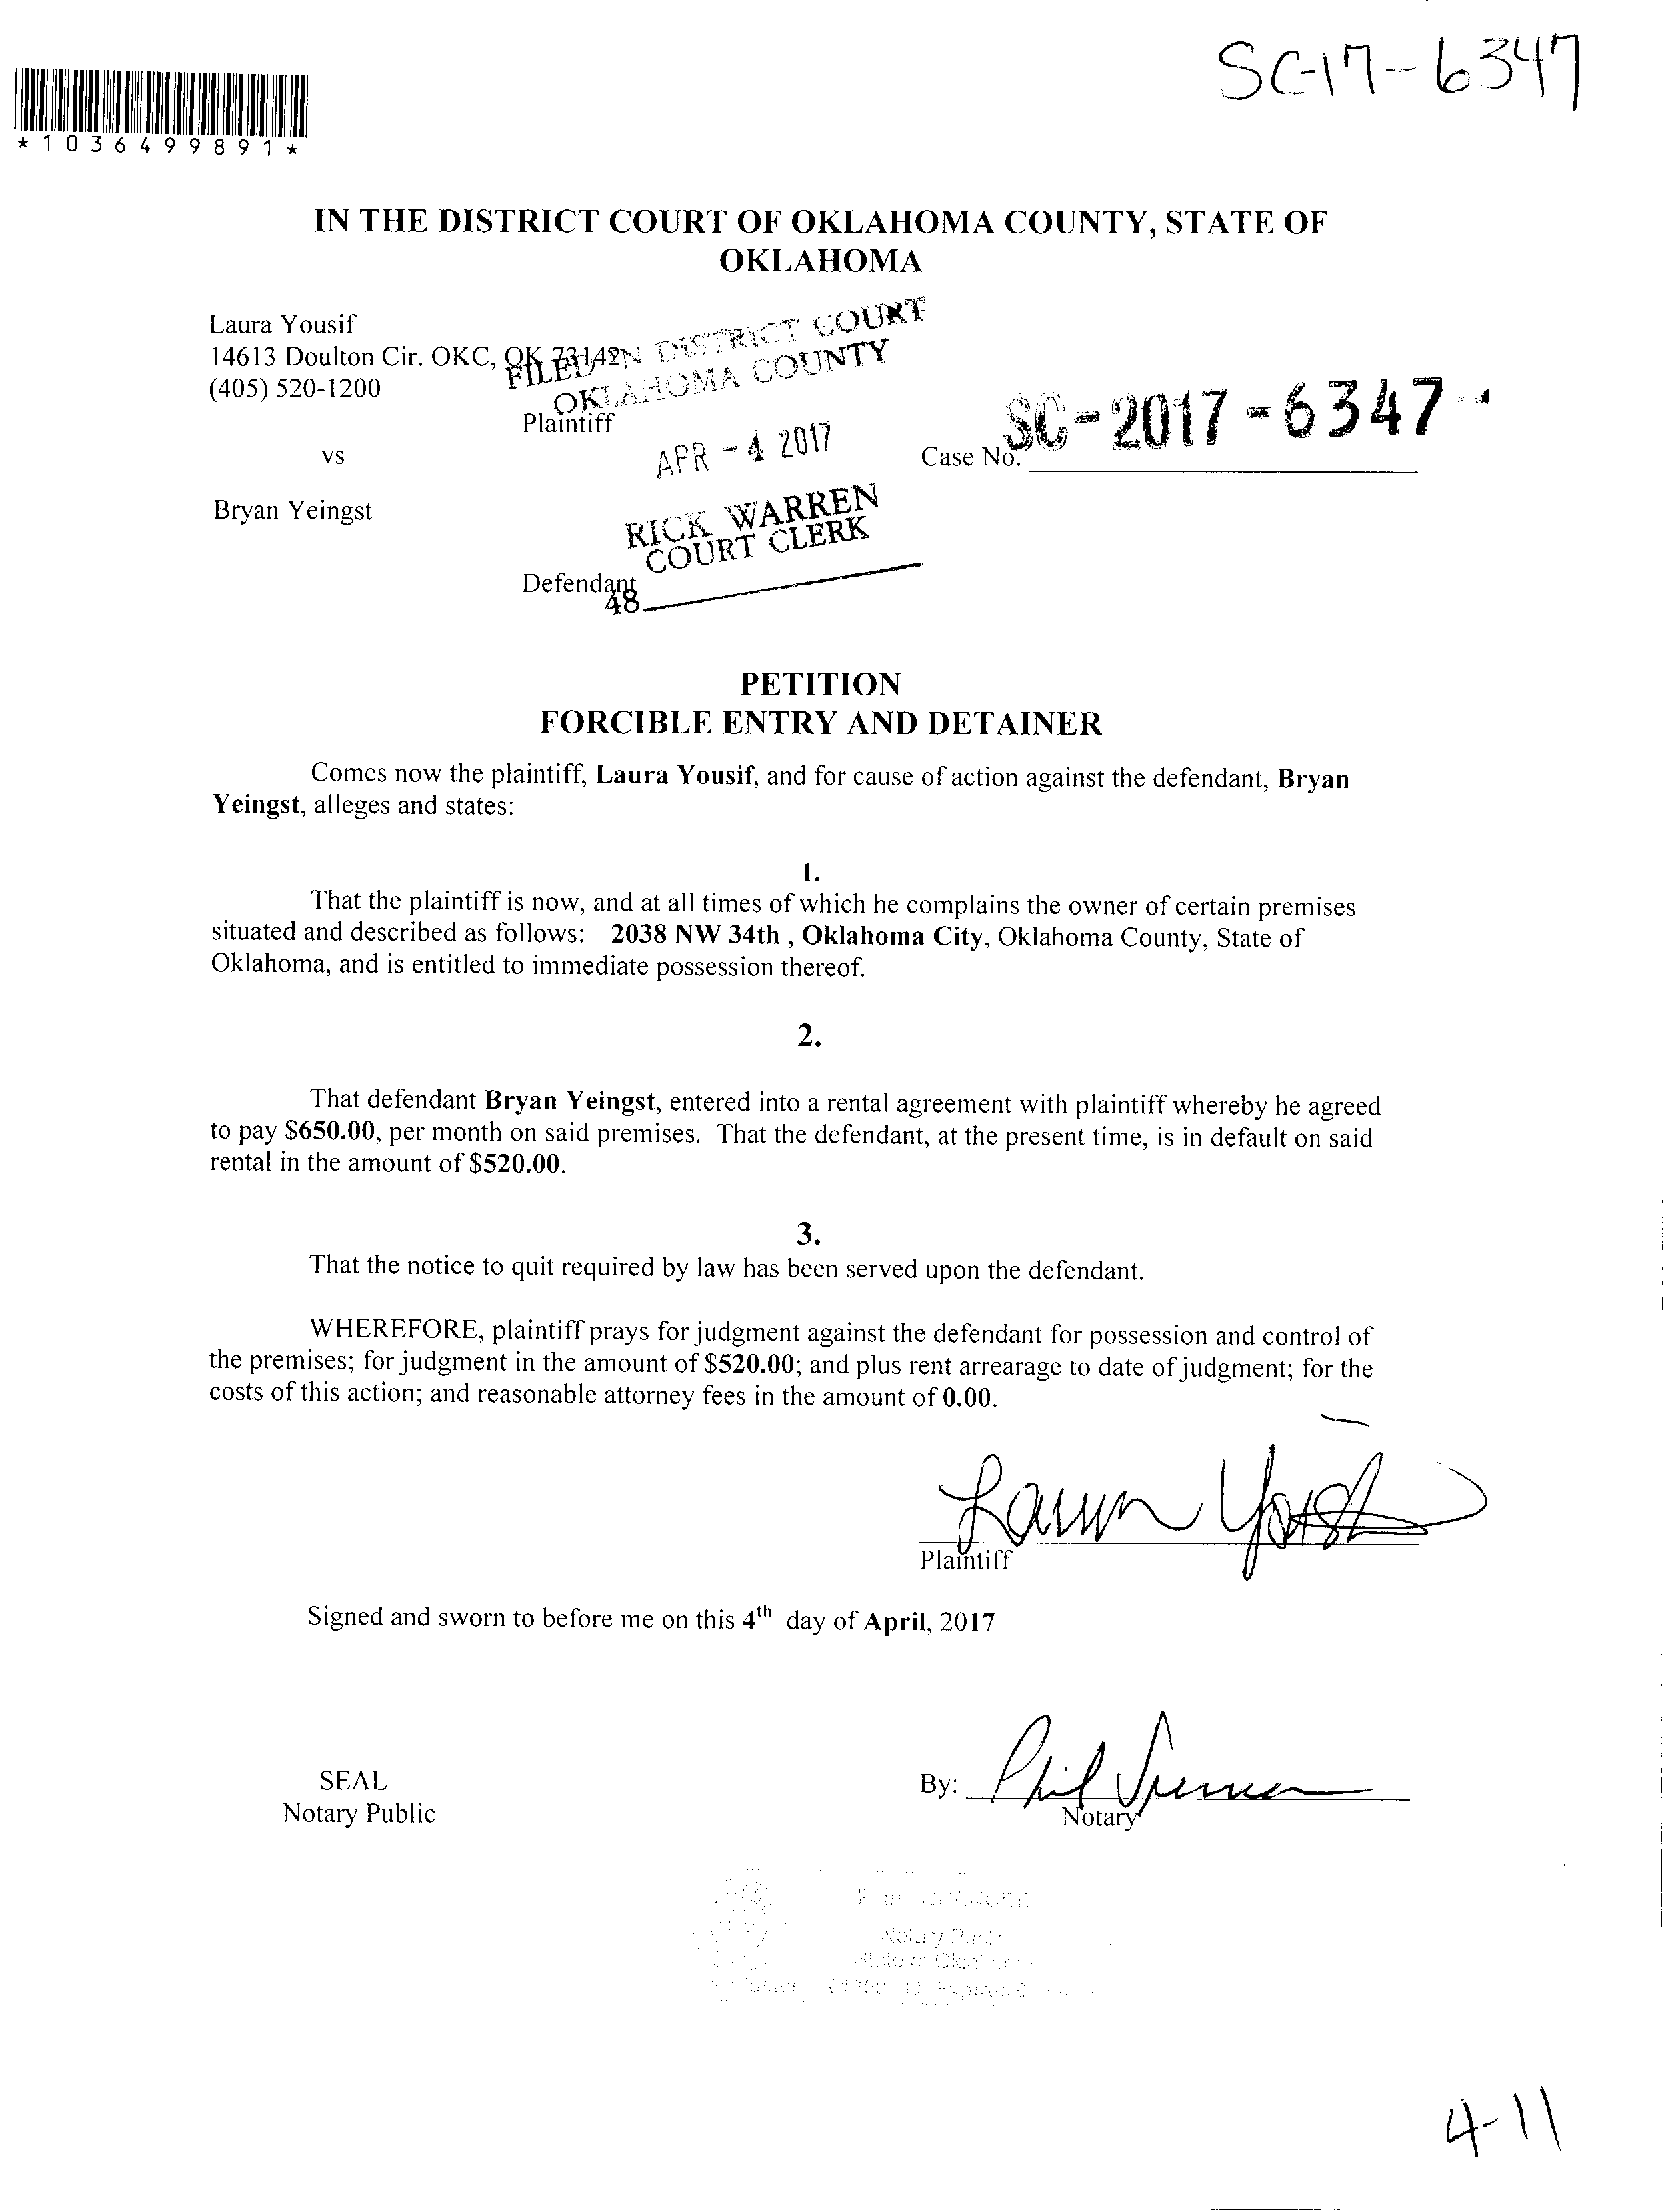 SC-17-6347
*1036499891*
IN THE DISTRICT COURT OF OKLAHOMA COUNTY, STATE OF
OKLAHOMA
Laura Yousif
14613 Doulton Cir. OKC, OK 73142
(405) 520-1200
Plaintiff
FILED IN DISTRICT COURT
OKLAHOMA COUNTY
APR - 4 2017
RICK WARREN
COURT CLERK
48
vs
Case No. SC-2017-6347
Bryan Yeingst
Defendant
PETITION
FORCIBLE ENTRY AND DETAINER
Comes now the plaintiff, Laura Yousif, and for cause of action against the defendant, Bryan
Yeingst, alleges and states:
1.
That the plaintiff is now, and at all times of which he complains the owner of certain premises
situated and described as follows: 2038 NW 34th , Oklahoma City, Oklahoma County, State of
Oklahoma, and is entitled to immediate possession thereof.
2.
That defendant Bryan Yeingst, entered into a rental agreement with plaintiff whereby he agreed
to pay $650.00, per month on said premises. That the defendant, at the present time, is in default on said
rental in the amount of $520.00.
3.
That the notice to quit required by law has been served upon the defendant.
WHEREFORE, plaintiff prays for judgment against the defendant for possession and control of
the premises; for judgment in the amount of $520.00; and plus rent arrearage to date of judgment; for the
costs of this action; and reasonable attorney fees in the amount of 0.00.
Plaintiff
Signed and sworn to before me on this 4th day of April, 2017
SEAL
Notary Public
By: Phil
Notary
Notary
4-11